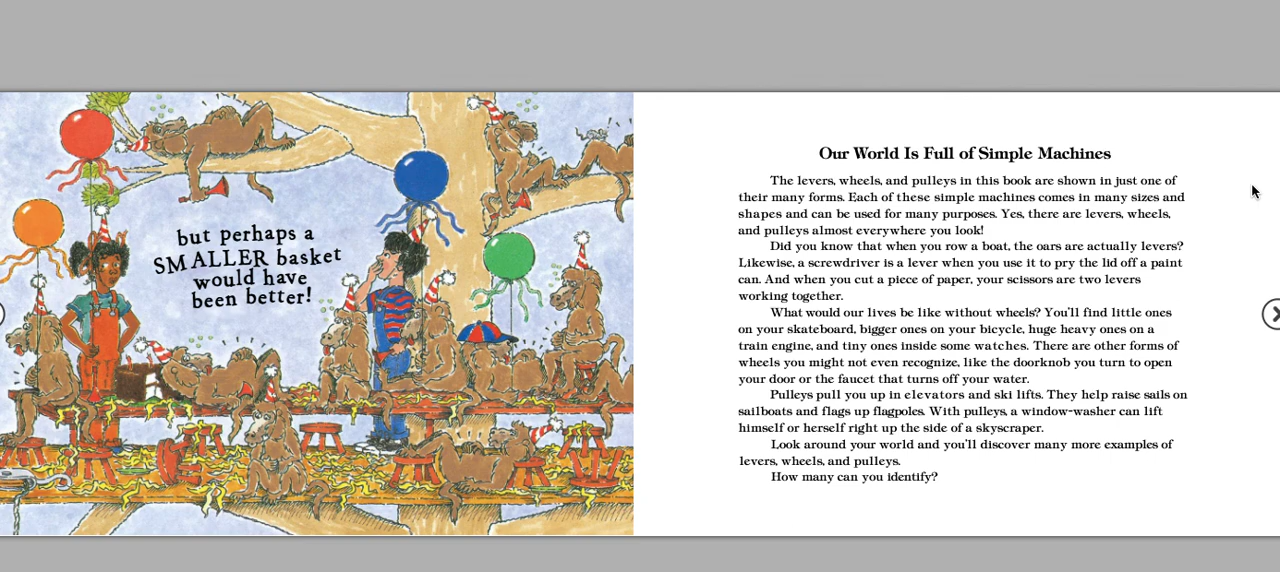 but perhaps a
SMALLER basket
would have
been better!
Our World Is Full of Simple Machines
The levers, wheels, and pulleys in this book are shown in just one of
their many forms. Each of these simple machines comes in many sizes and
shapes and can be used for many purposes. Yes, there are levers, wheels,
and pulleys almost everywhere you look!
Did you know that when you row a boat, the oars are actually levers?
Likewise, a screwdriver is a lever when you use it to pry the lid off a paint
can. And when you cut a piece of paper, your scissors are two levers
working together.
What would our lives be like without wheels? You'll find little ones
on your skateboard, bigger ones on your bicycle, huge heavy ones on a
train engine, and tiny ones inside some watches. There are other forms of
wheels you might not even recognize, like the doorknob you turn to open
your door or the faucet that turns off your water.
Pulleys pull you up in elevators and ski lifts. They help raise sails on
sailboats and flags up flagpoles. With pulleys, a window-washer can lift
himself or herself right up the side of a skyscraper.
Look around your world and you'll discover many more examples of
levers, wheels, and pulleys.
How many can you identify?